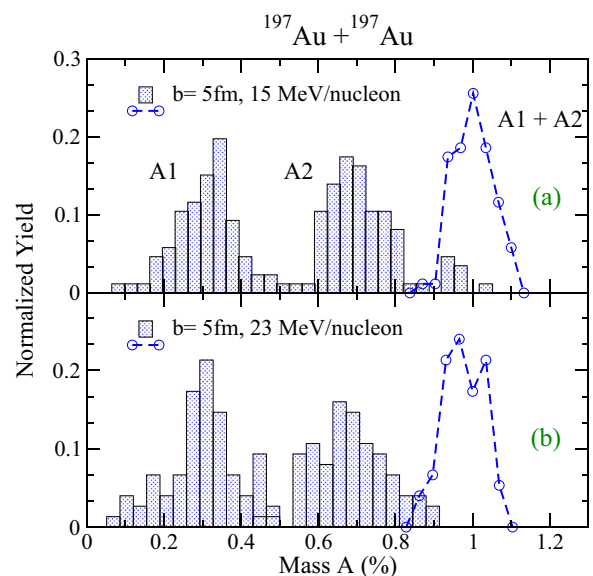 ¹⁹⁷Au + ¹⁹⁷Au
0.3
b= 5fm, 15 MeV/nucleon
A1 + A2
0.2
A1
A2
(a)
0.1
0
b= 5fm, 23 MeV/nucleon
0.2
(b)
0.1
0
0
0.2
0.4
0.6
0.8
1
1.2
Mass A (%)
Normalized Yield